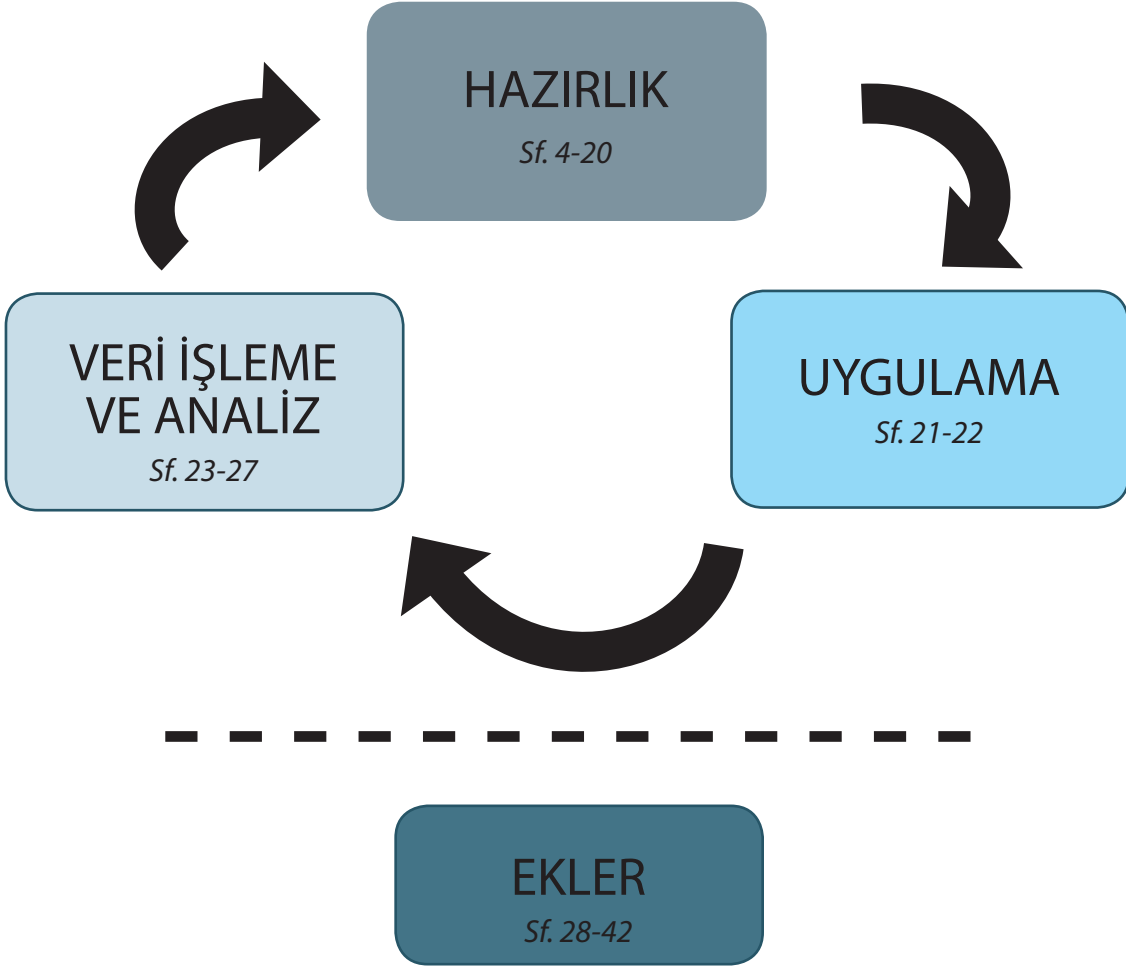 HAZIRLIK
Sf. 4-20
VERİ İŞLEME
VE ANALİZ
Sf. 23-27
UYGULAMA
Sf. 21-22
EKLER
Sf. 28-42